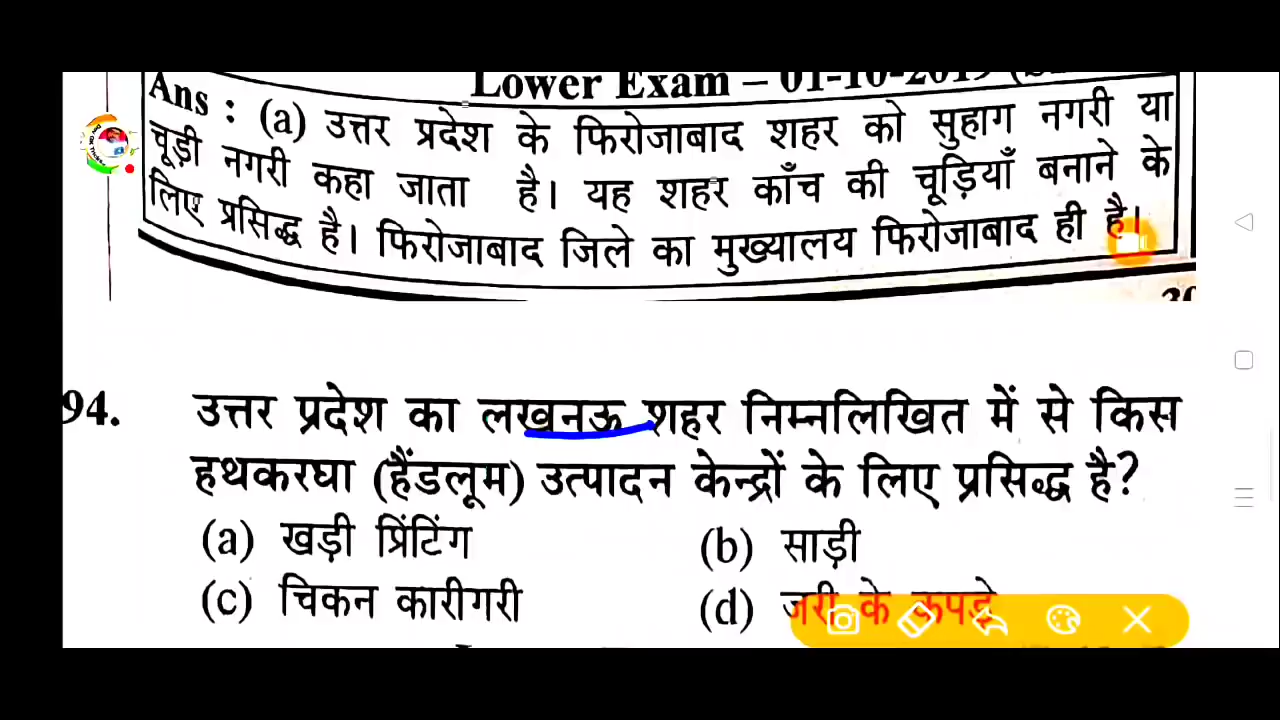 Lower Exam – 01-10-2019
Ans : (a) उत्तर प्रदेश के फिरोजाबाद शहर को सुहाग नगरी या
चूड़ी नगरी कहा जाता है। यह शहर काँच की चूड़ियाँ बनाने के
लिए प्रसिद्ध है। फिरोजाबाद जिले का मुख्यालय फिरोजाबाद ही है।
94. उत्तर प्रदेश का लखनऊ शहर निम्नलिखित में से किस
हथकरघा (हैंडलूम) उत्पादन केन्द्रों के लिए प्रसिद्ध है?
(a) खड़ी प्रिंटिंग (b) साड़ी
(c) चिकन कारीगरी (d) जरी के कपड़े